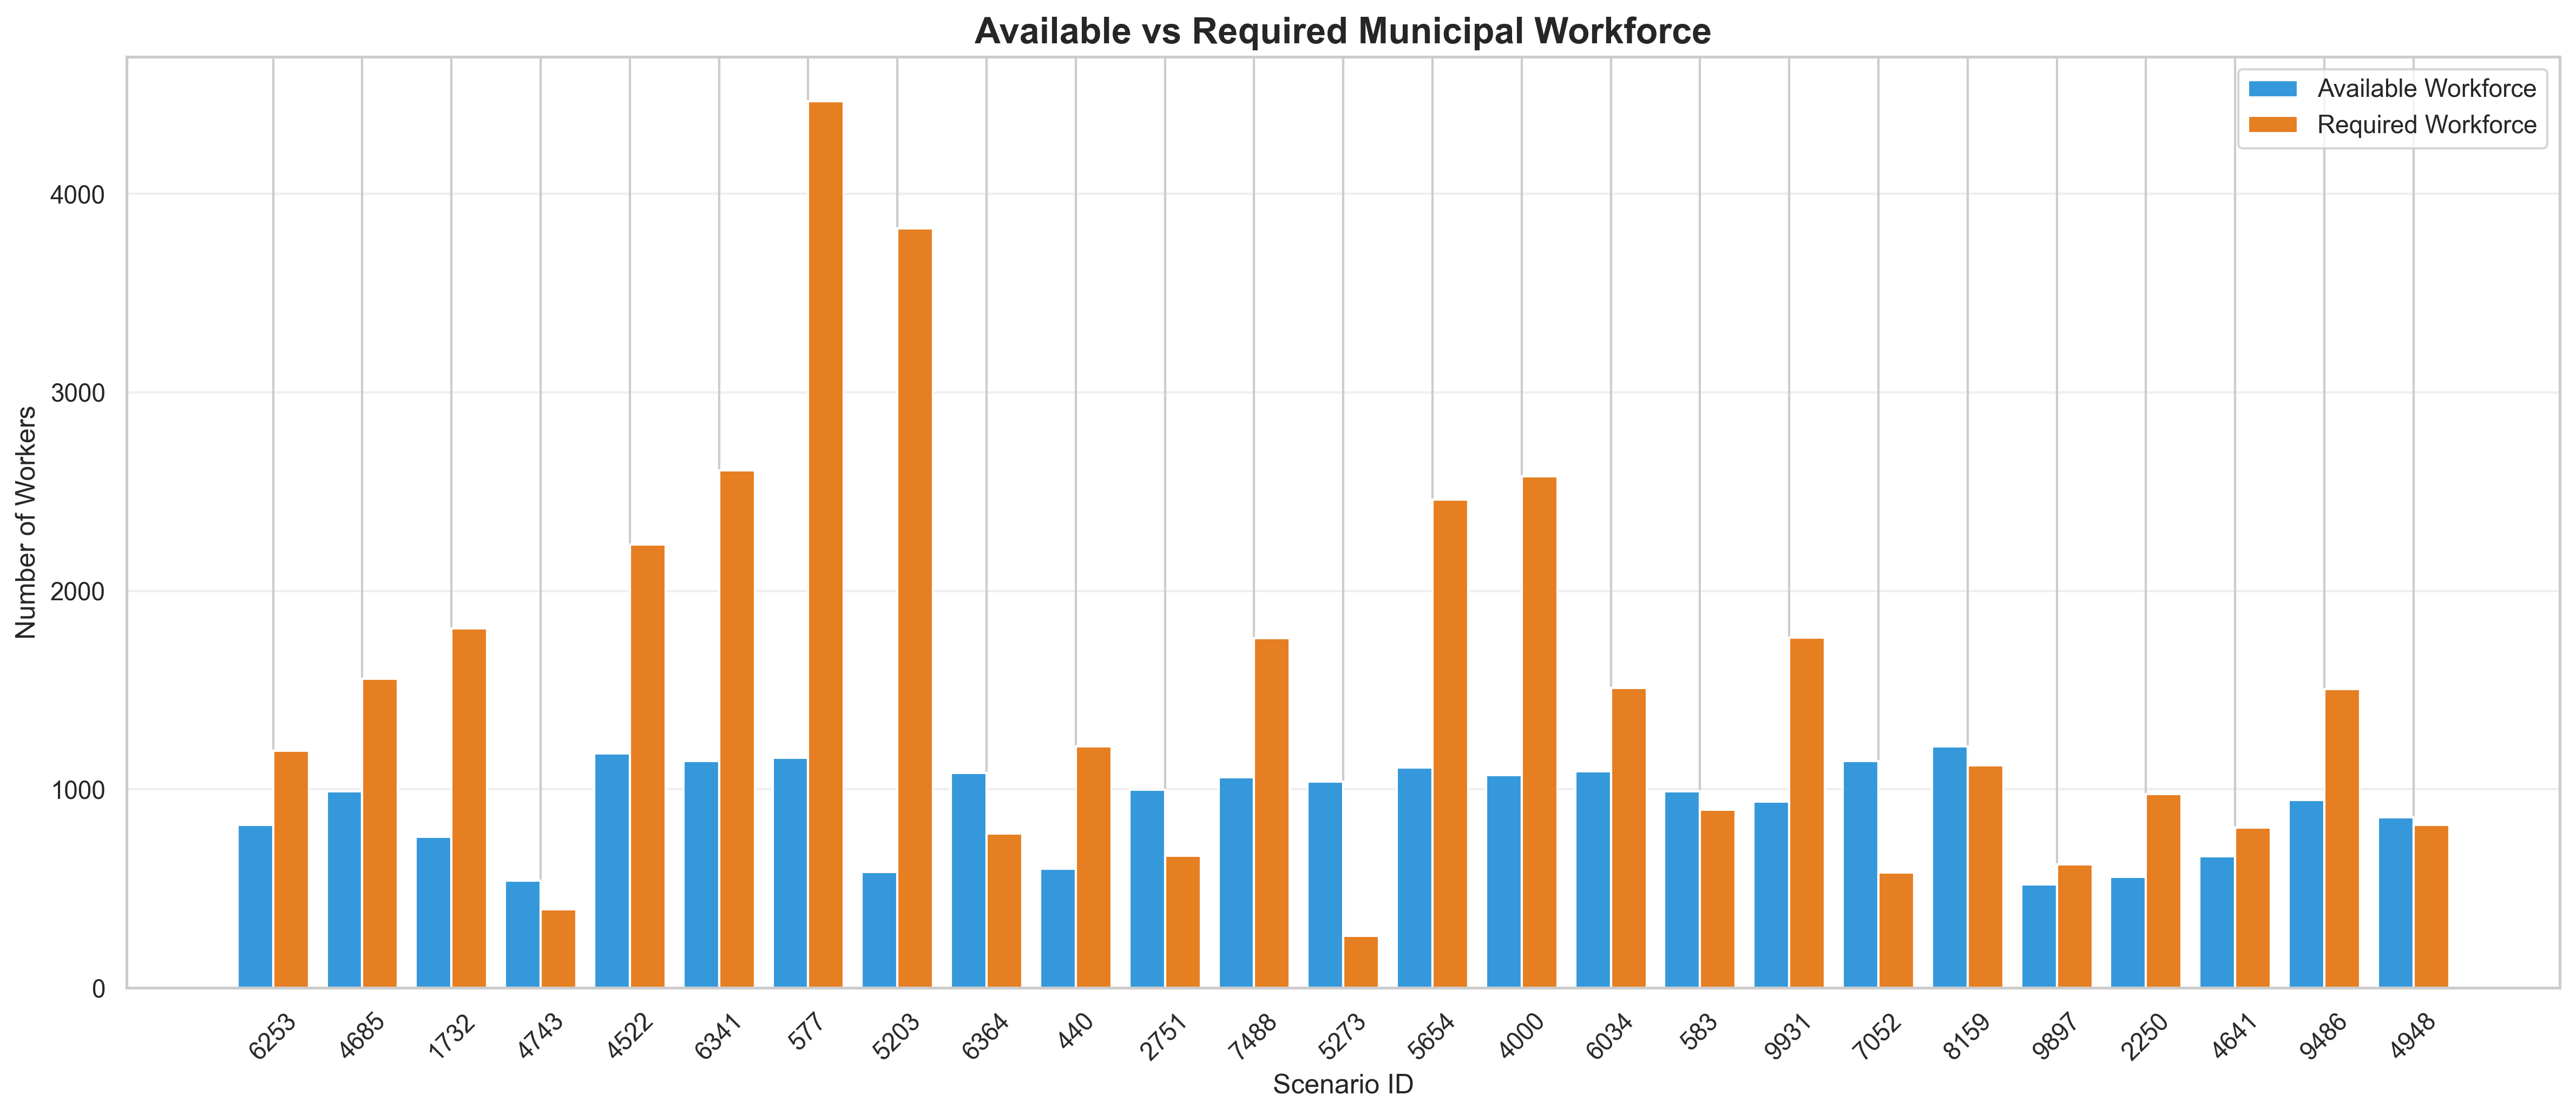 Available vs Required Municipal Workforce
Available Workforce
Required Workforce
Number of Workers
4000
3000
2000
1000
0
6253 4685 1732 4743 4522 6341 577 5203 6364 440 2751 7488 5273 5654 4000 6034 583 9931 7052 8159 9897 2250 4641 9486 4948
Scenario ID